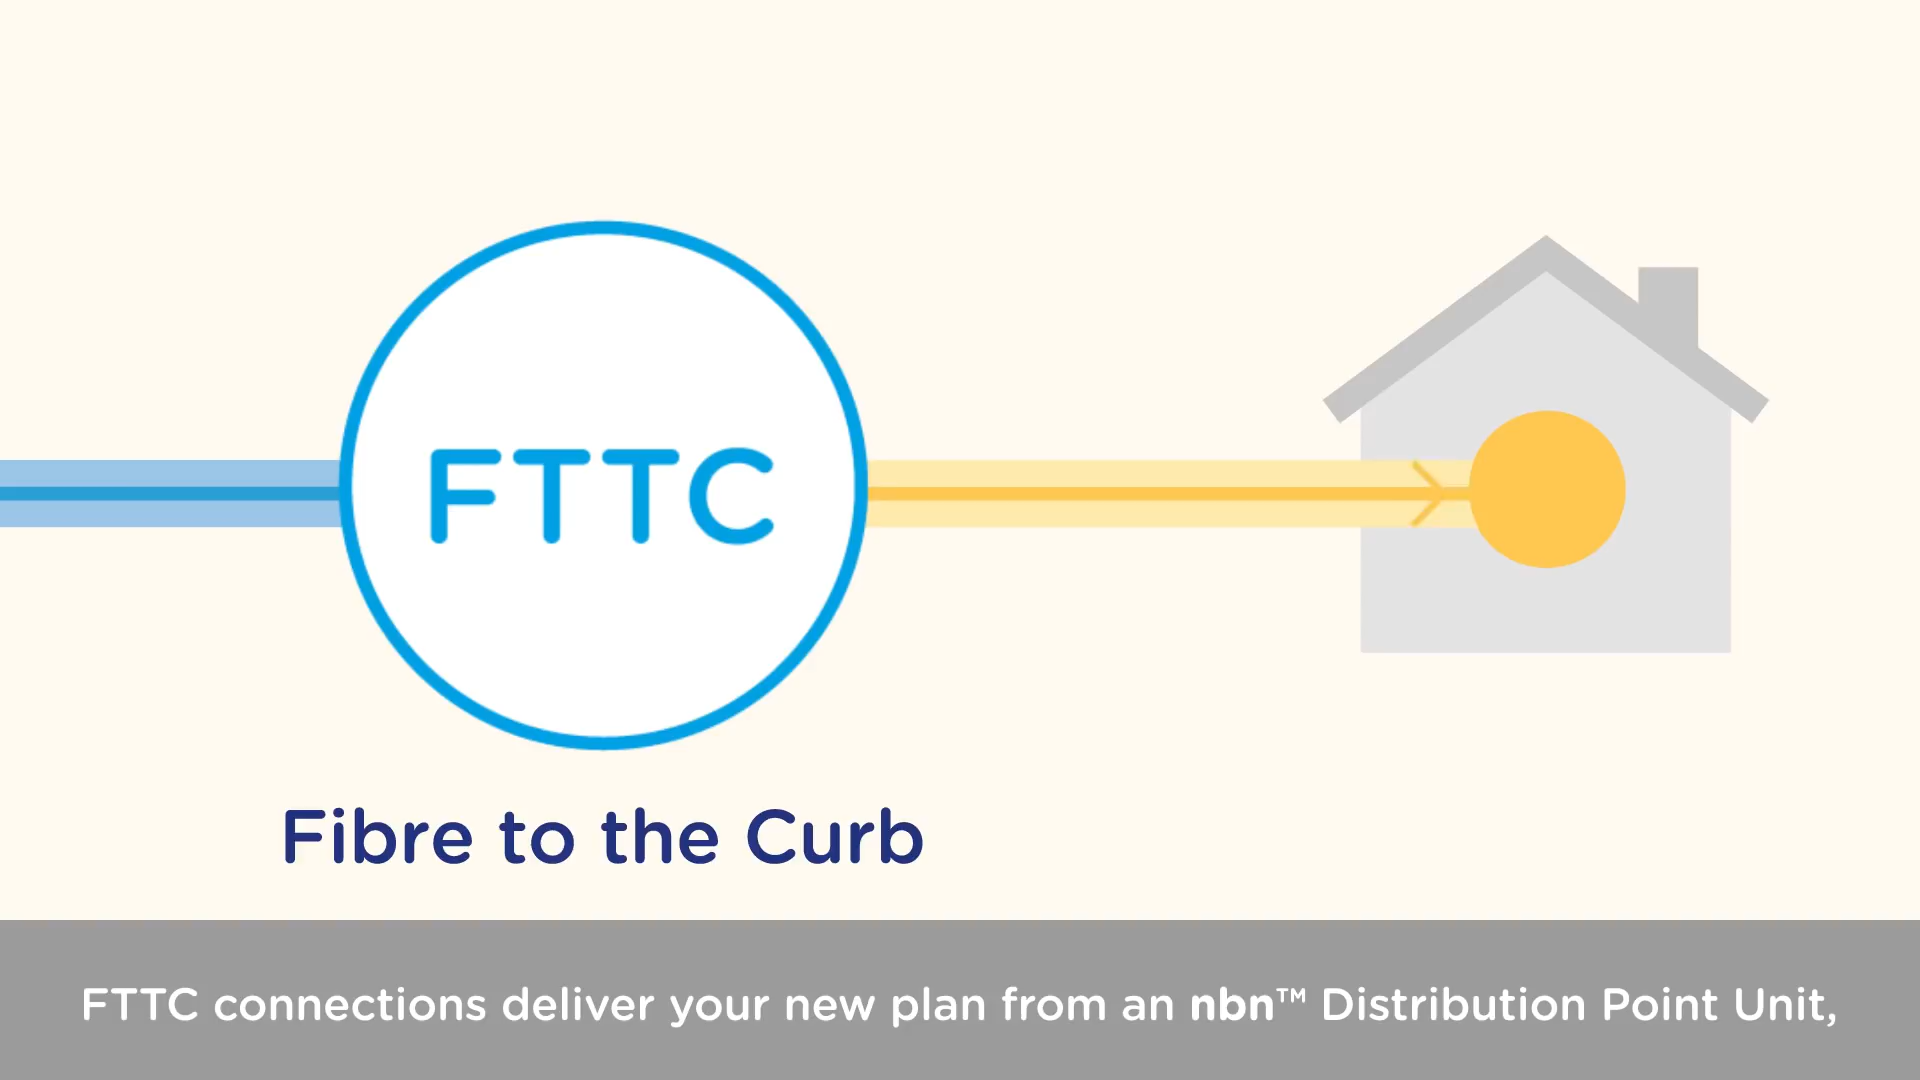 FTTC
Fibre to the Curb
FTTC connections deliver your new plan from an nbn™ Distribution Point Unit,